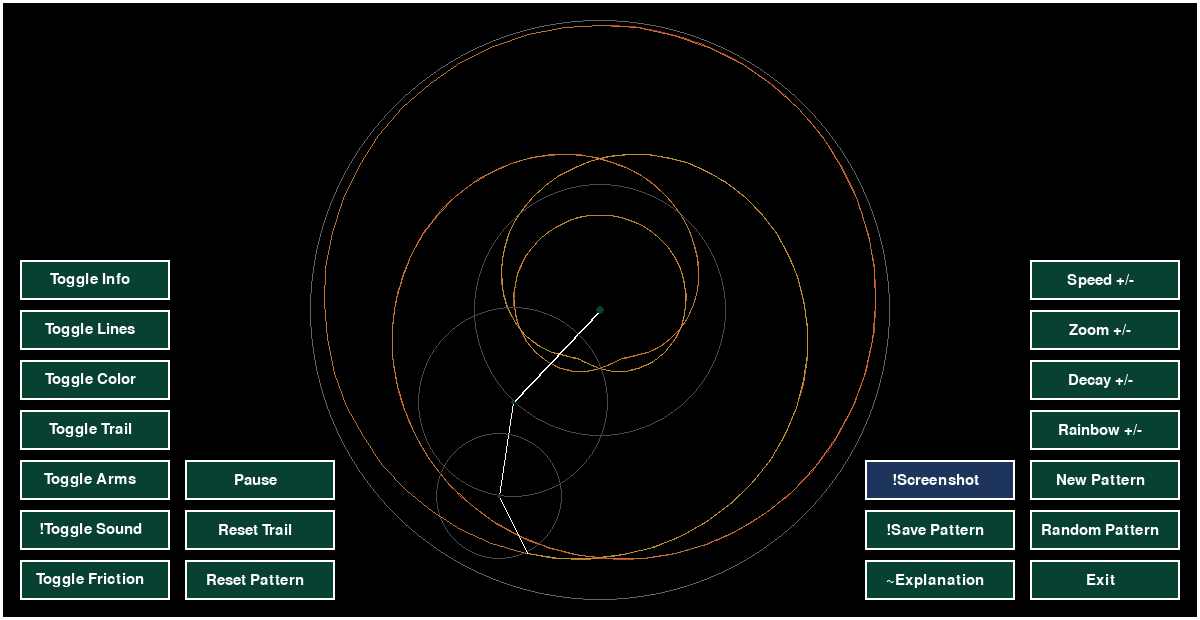 Toggle Info
Toggle Lines
Toggle Color
Toggle Trail
Toggle Arms
!Toggle Sound
Toggle Friction
Pause
Reset Trail
Reset Pattern
!Screenshot
!Save Pattern
~Explanation
Speed +/-
Zoom +/-
Decay +/-
Rainbow +/-
New Pattern
Random Pattern
Exit